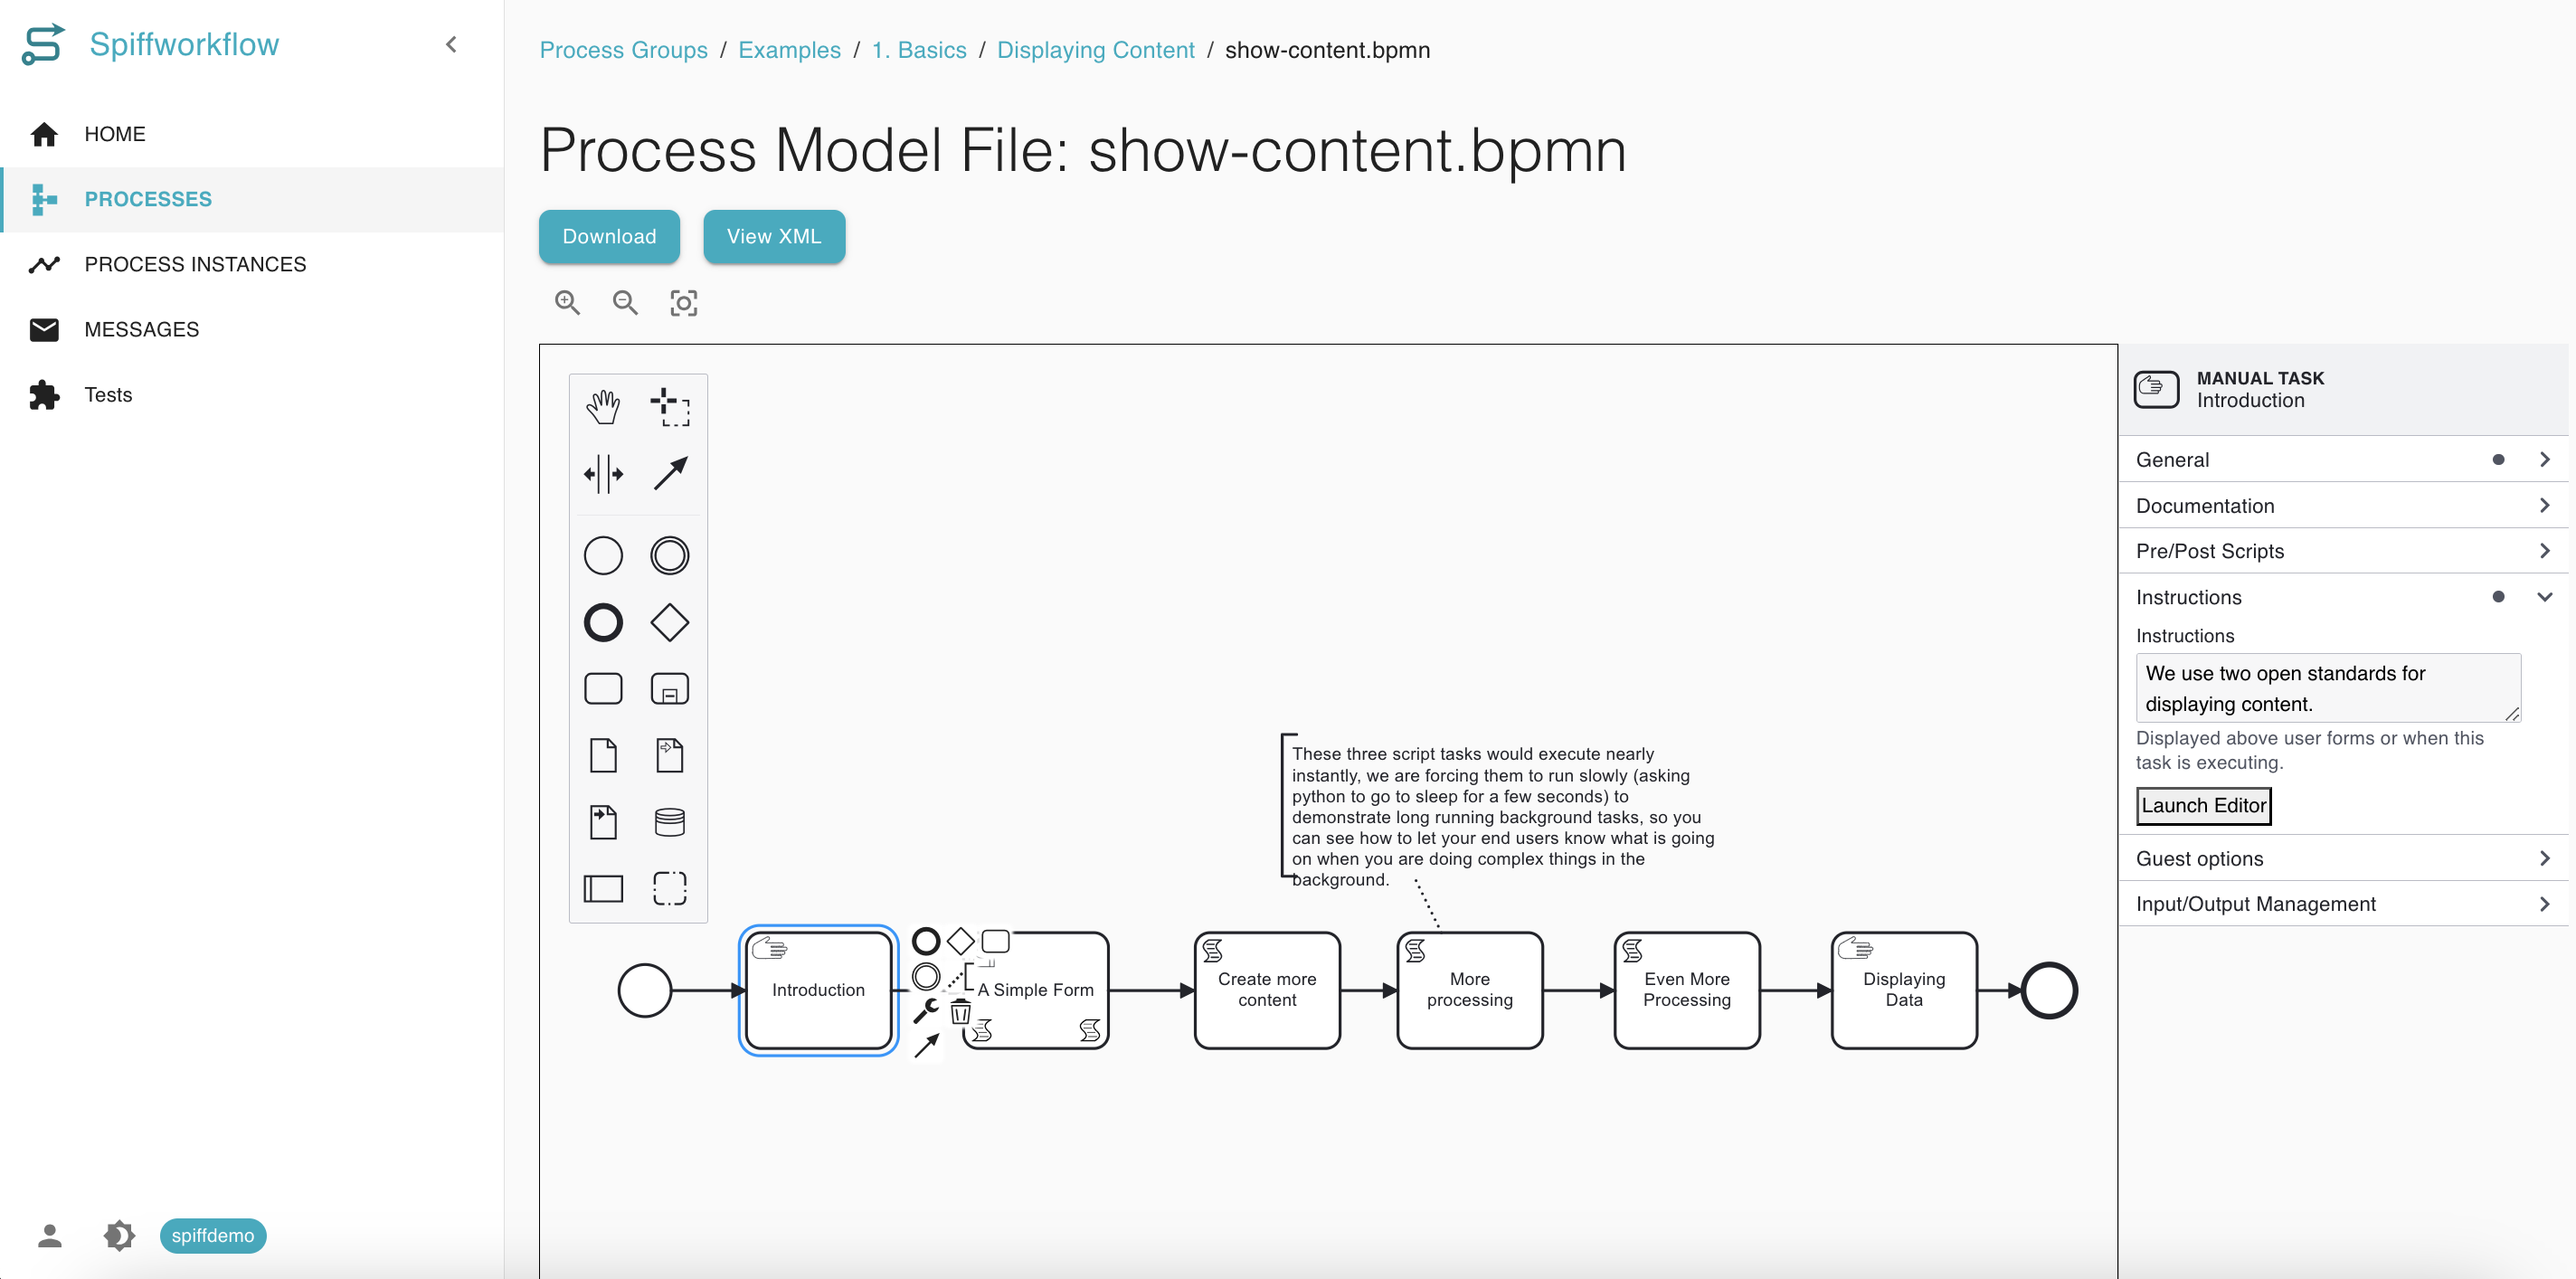 Spiffworkflow
HOME
PROCESSES
PROCESS INSTANCES
MESSAGES
Tests
spiffdemo
Process Groups / Examples / 1. Basics / Displaying Content / show-content.bpmn
Process Model File: show-content.bpmn
Download
View XML
These three script tasks would execute nearly
instantly, we are forcing them to run slowly (asking
python to go to sleep for a few seconds) to
demonstrate long running background tasks, so you
can see how to let your end users know what is going
on when you are doing complex things in the
background.
Introduction
A Simple Form
Create more
content
More
processing
Even More
Processing
Displaying
Data
MANUAL TASK
Introduction
General
Documentation
Pre/Post Scripts
Instructions
Instructions
We use two open standards for
displaying content.
Displayed above user forms or when this
task is executing.
Launch Editor
Guest options
Input/Output Management